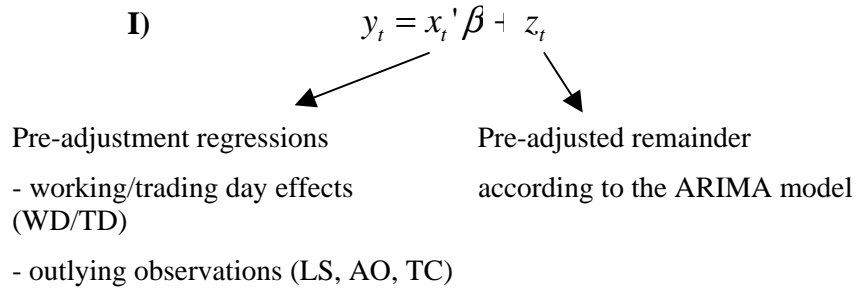 I) y_t = x_t'β + z_t
Pre-adjustment regressions
- working/trading day effects
(WD/TD)
- outlying observations (LS, AO, TC)
Pre-adjusted remainder
according to the ARIMA model